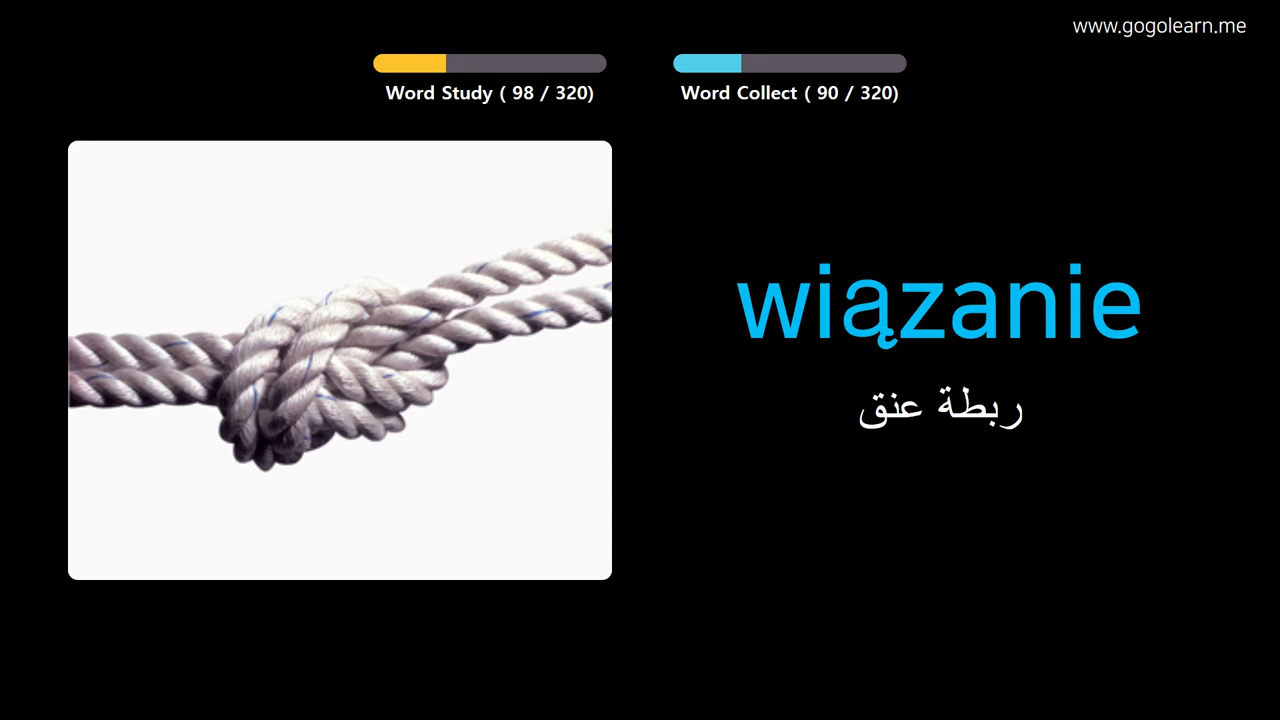 www.gogolearn.me
Word Study ( 98 / 320)
Word Collect ( 90 / 320)
wiązanie
ربطة عنق